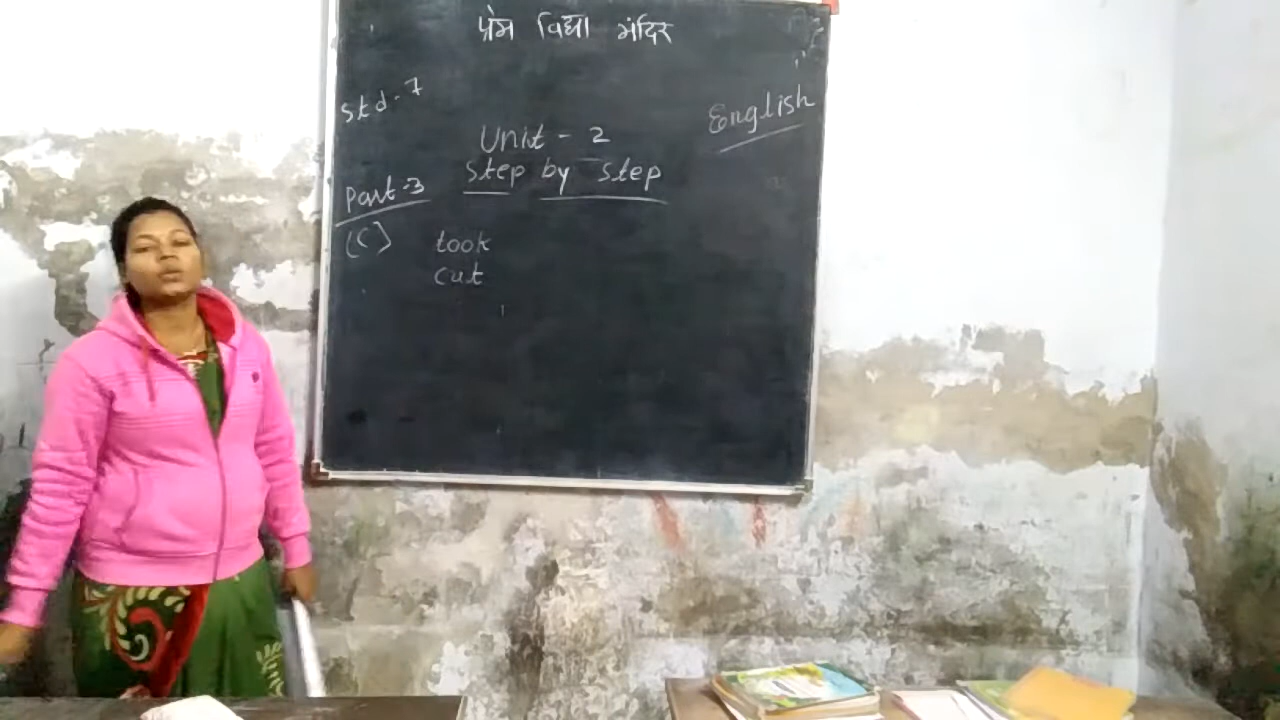 प्रेम विद्या मंदिर
Std-7
English
Unit - 2
Step by step
Part-3
(C)
took
cut